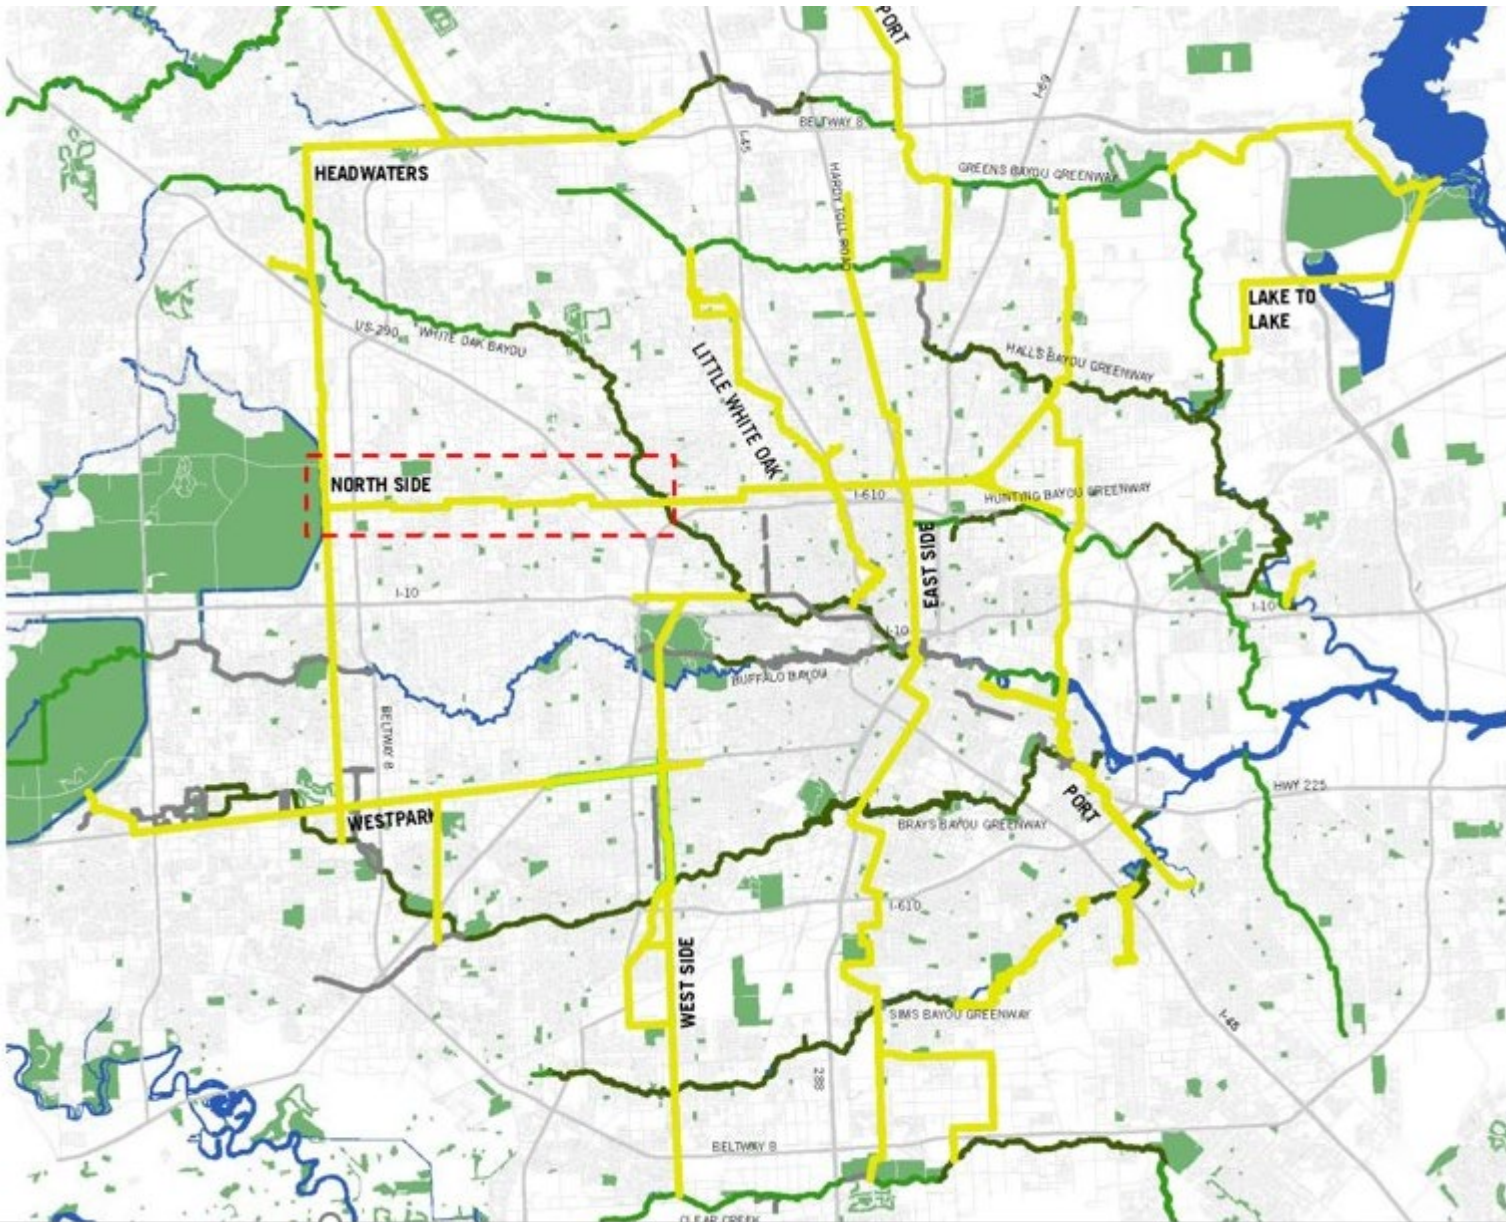 PORT
I-69
BELTWAY 8
I-45
HEADWATERS
GREENS BAYOU GREENWAY
HARDY TOLL ROAD
LAKE TO
LAKE
US-290
WHITE OAK BAYOU
HALLS BAYOU GREENWAY
LITTLE WHITE OAK
NORTH SIDE
I-610
HUNTING BAYOU GREENWAY
EAST SIDE
I-10
I-10
I-10
BUFFALO BAYOU
BELTWAY 8
HWY 225
PORT
WESTPARK
BRAYS BAYOU GREENWAY
I-610
WEST SIDE
SIMS BAYOU GREENWAY
I-45
288
BELTWAY 8
CLEAR CREEK